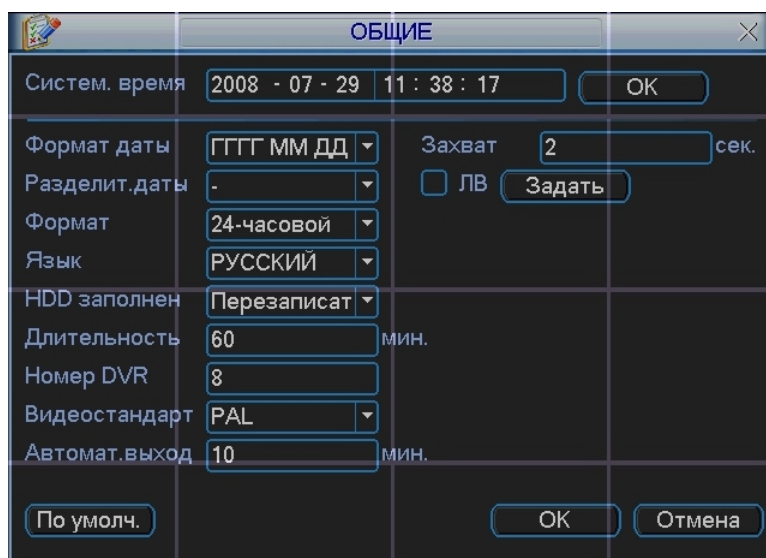 ОБЩИЕ
Систем. время 2008 - 07 - 29 11 : 38 : 17 OK
Формат даты ГГГГ ММ ДД Захват 2 сек.
Разделит.даты - ЛВ Задать
Формат 24-часовой
Язык РУССКИЙ
HDD заполнен Перезаписат
Длительность 60 мин.
Номер DVR 8
Видеостандарт PAL
Автомат.выход 10 мин.
По умолч. OK Отмена